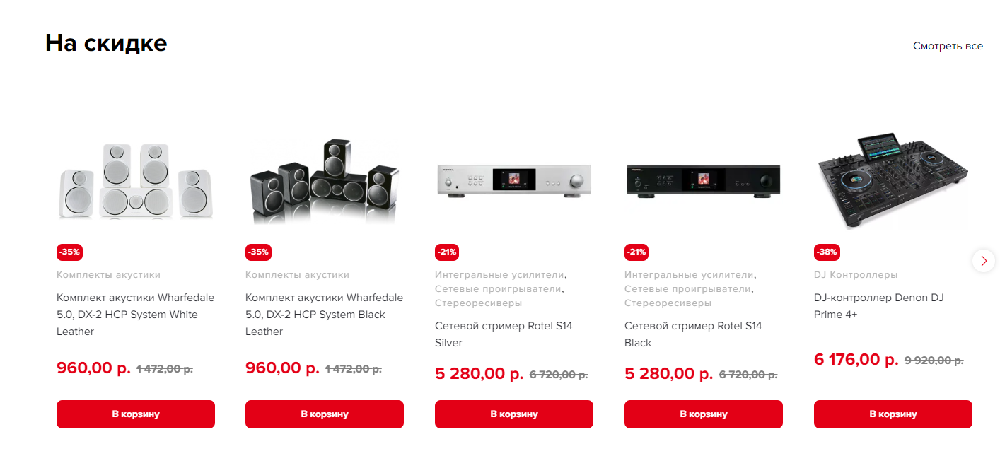 На скидке
Смотреть все
-35%
Комплекты акустики
Комплект акустики Wharfedale
5.0, DX-2 HCP System White
Leather
960,00 р. 1 472,00 р.
В корзину
-35%
Комплекты акустики
Комплект акустики Wharfedale
5.0, DX-2 HCP System Black
Leather
960,00 р. 1 472,00 р.
В корзину
ROTEL
-21%
Интегральные усилители,
Сетевые проигрыватели,
Стереоресиверы
Сетевой стример Rotel S14
Silver
5 280,00 р. 6 720,00 р.
В корзину
-21%
Интегральные усилители,
Сетевые проигрыватели,
Стереоресиверы
Сетевой стример Rotel S14
Black
5 280,00 р. 6 720,00 р.
В корзину
-38%
DJ Контроллеры
DJ-контроллер Denon DJ
Prime 4+
6 176,00 р. 9 920,00 р.
В корзину